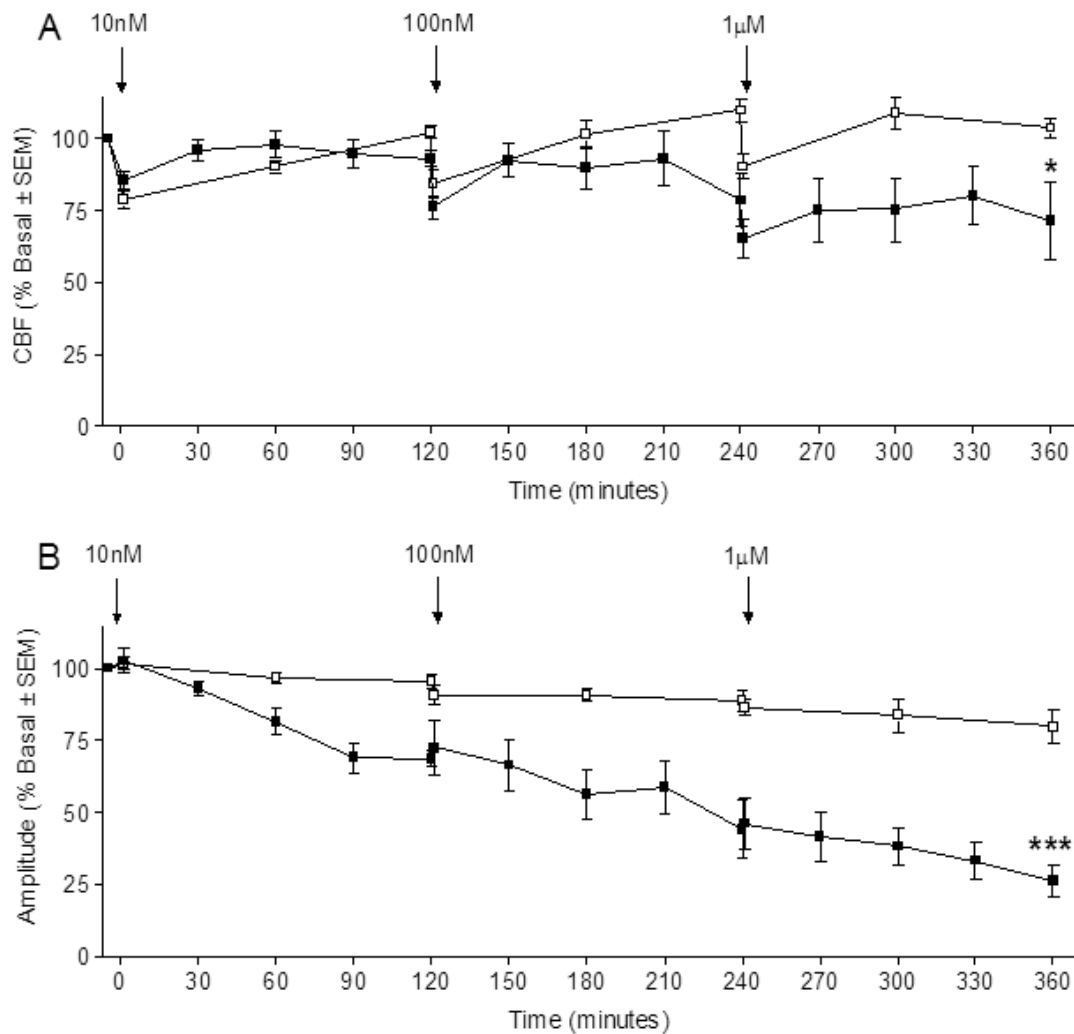 A
10nM 100nM 1µM
CBF (% Basal ± SEM)
100
75
50
25
0
*
0 30 60 90 120 150 180 210 240 270 300 330 360
Time (minutes)
B
10nM 100nM 1µM
Amplitude (% Basal ± SEM)
100
75
50
25
0
***
0 30 60 90 120 150 180 210 240 270 300 330 360
Time (minutes)